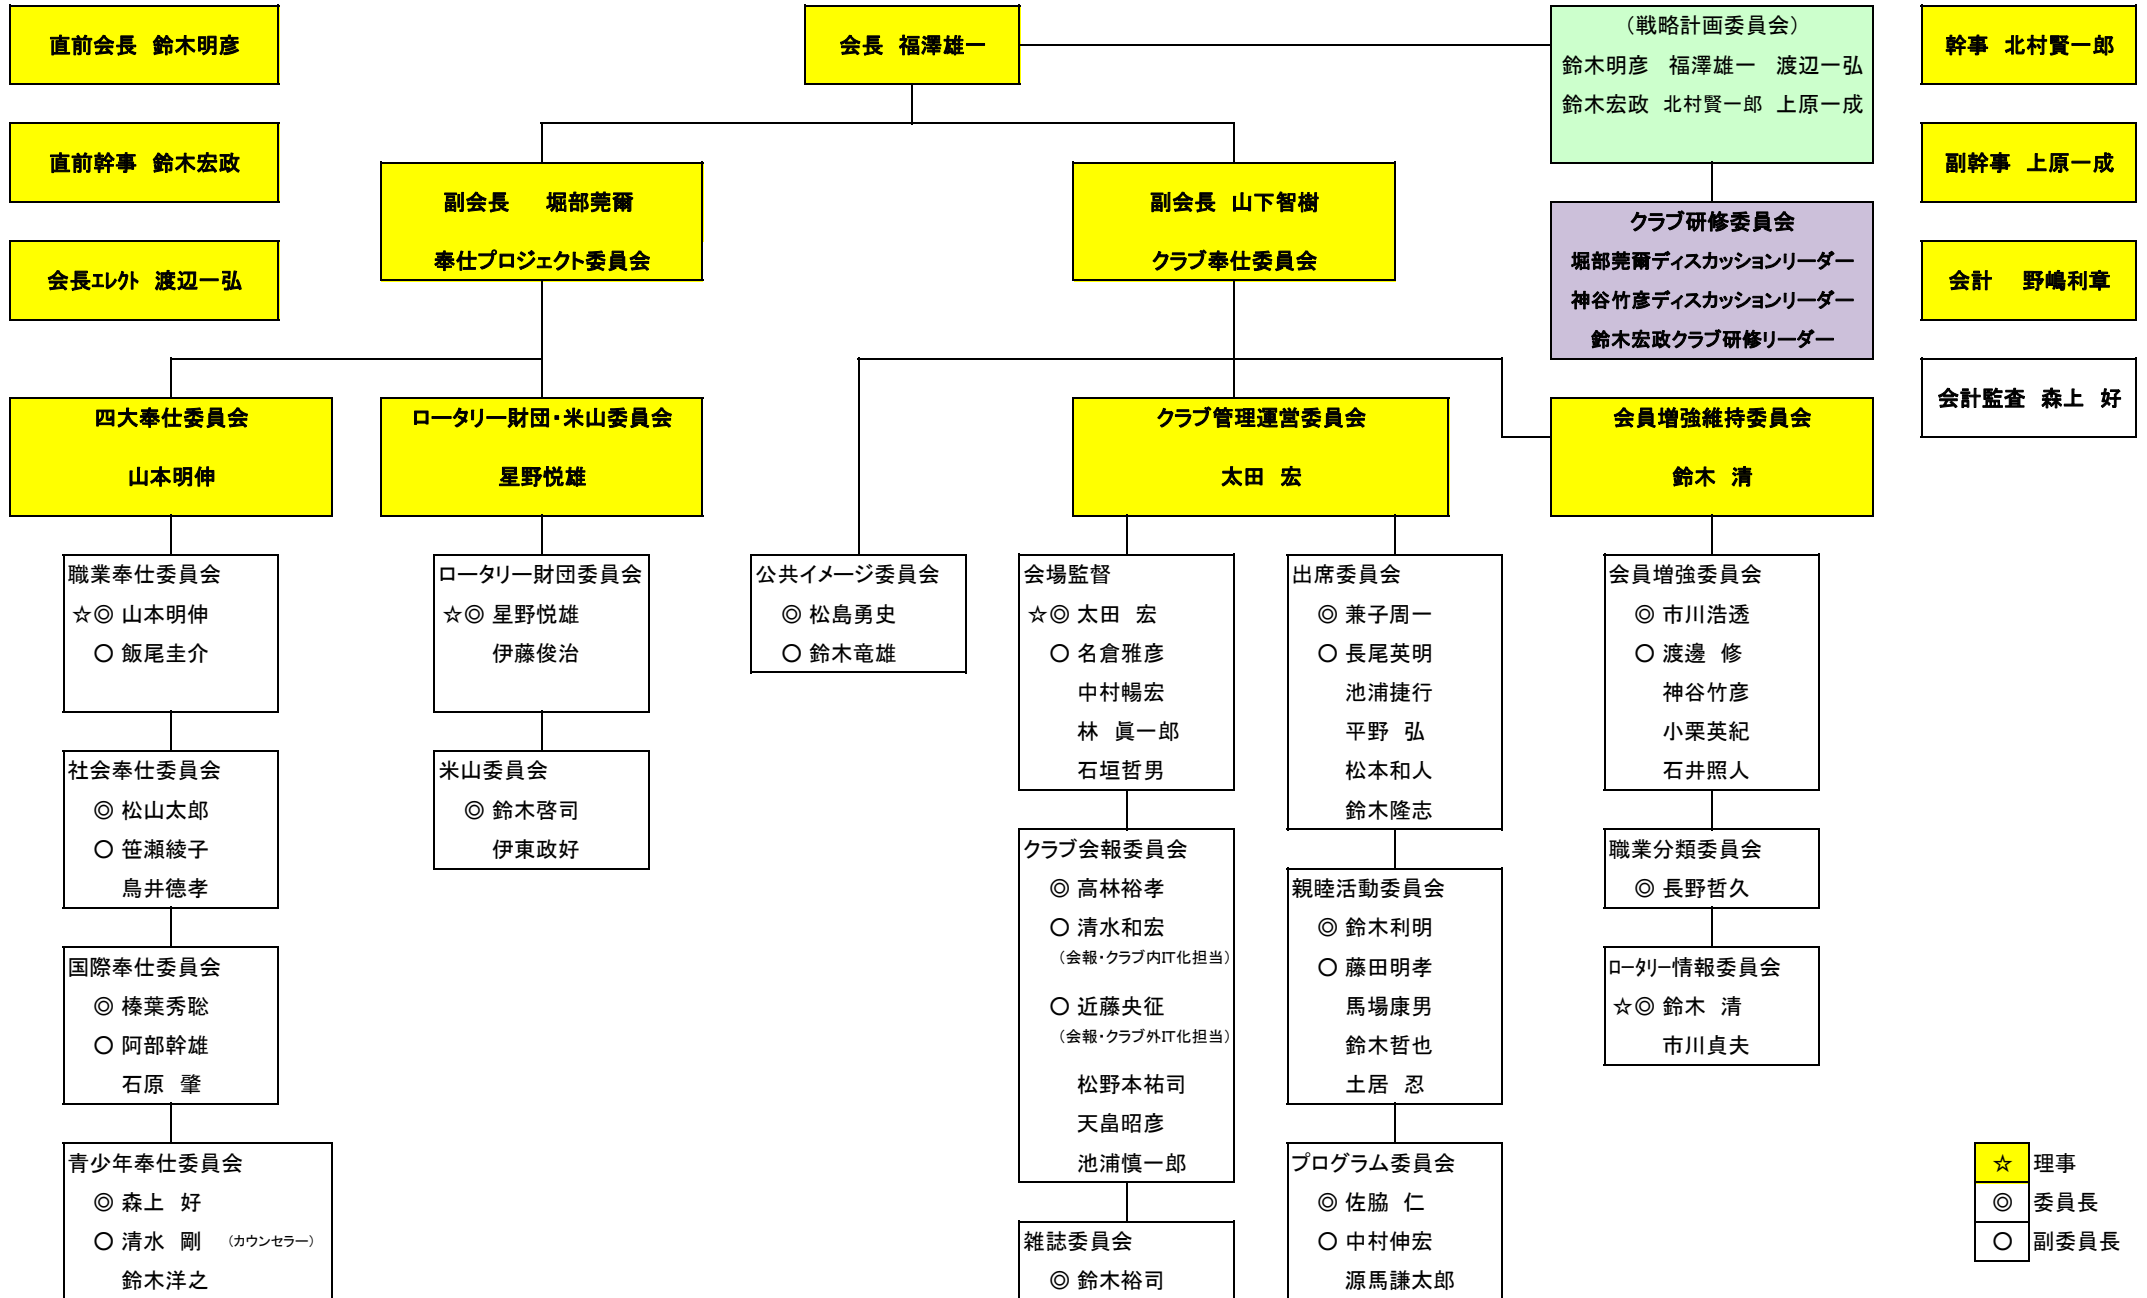 直前会長 鈴木明彦
会長 福澤雄一
（戦略計画委員会）
鈴木明彦 福澤雄一 渡辺一弘
鈴木宏政 北村賢一郎 上原一成
幹事 北村賢一郎
直前幹事 鈴木宏政
副幹事 上原一成
副会長 堀部莞爾
奉仕プロジェクト委員会
副会長 山下智樹
クラブ奉仕委員会
クラブ研修委員会
堀部莞爾ディスカッションリーダー
神谷竹彦ディスカッションリーダー
鈴木宏政クラブ研修リーダー
会長エレクト 渡辺一弘
会計 野嶋利章
会計監査 森上 好
四大奉仕委員会
山本明伸
ロータリー財団・米山委員会
星野悦雄
クラブ管理運営委員会
太田 宏
会員増強維持委員会
鈴木 清
職業奉仕委員会
☆◎ 山本明伸
○ 飯尾圭介
社会奉仕委員会
◎ 松山太郎
○ 笹瀬綾子
鳥井德孝
国際奉仕委員会
◎ 榛葉秀聡
○ 阿部幹雄
石原 肇
青少年奉仕委員会
◎ 森上 好
○ 清水 剛 （カウンセラー）
鈴木洋之
ロータリー財団委員会
☆◎ 星野悦雄
伊藤俊治
米山委員会
◎ 鈴木啓司
伊東政好
公共イメージ委員会
◎ 松島勇史
○ 鈴木竜雄
会場監督
☆◎ 太田 宏
○ 名倉雅彦
中村暢宏
林 眞一郎
石垣哲男
クラブ会報委員会
◎ 高林裕孝
○ 清水和宏
（会報・クラブ内IT化担当）
○ 近藤央征
（会報・クラブ外IT化担当）
松野本祐司
天畠昭彦
池浦慎一郎
雑誌委員会
◎ 鈴木裕司
出席委員会
◎ 兼子周一
○ 長尾英明
池浦捷行
平野 弘
松本和人
鈴木隆志
親睦活動委員会
◎ 鈴木利明
○ 藤田明孝
馬場康男
鈴木哲也
土居 忍
プログラム委員会
◎ 佐脇 仁
○ 中村伸宏
源馬謙太郎
会員増強委員会
◎ 市川浩透
○ 渡邊 修
神谷竹彦
小栗英紀
石井照人
職業分類委員会
◎ 長野哲久
ロータリー情報委員会
☆◎ 鈴木 清
市川貞夫
☆ 理事
◎ 委員長
○ 副委員長